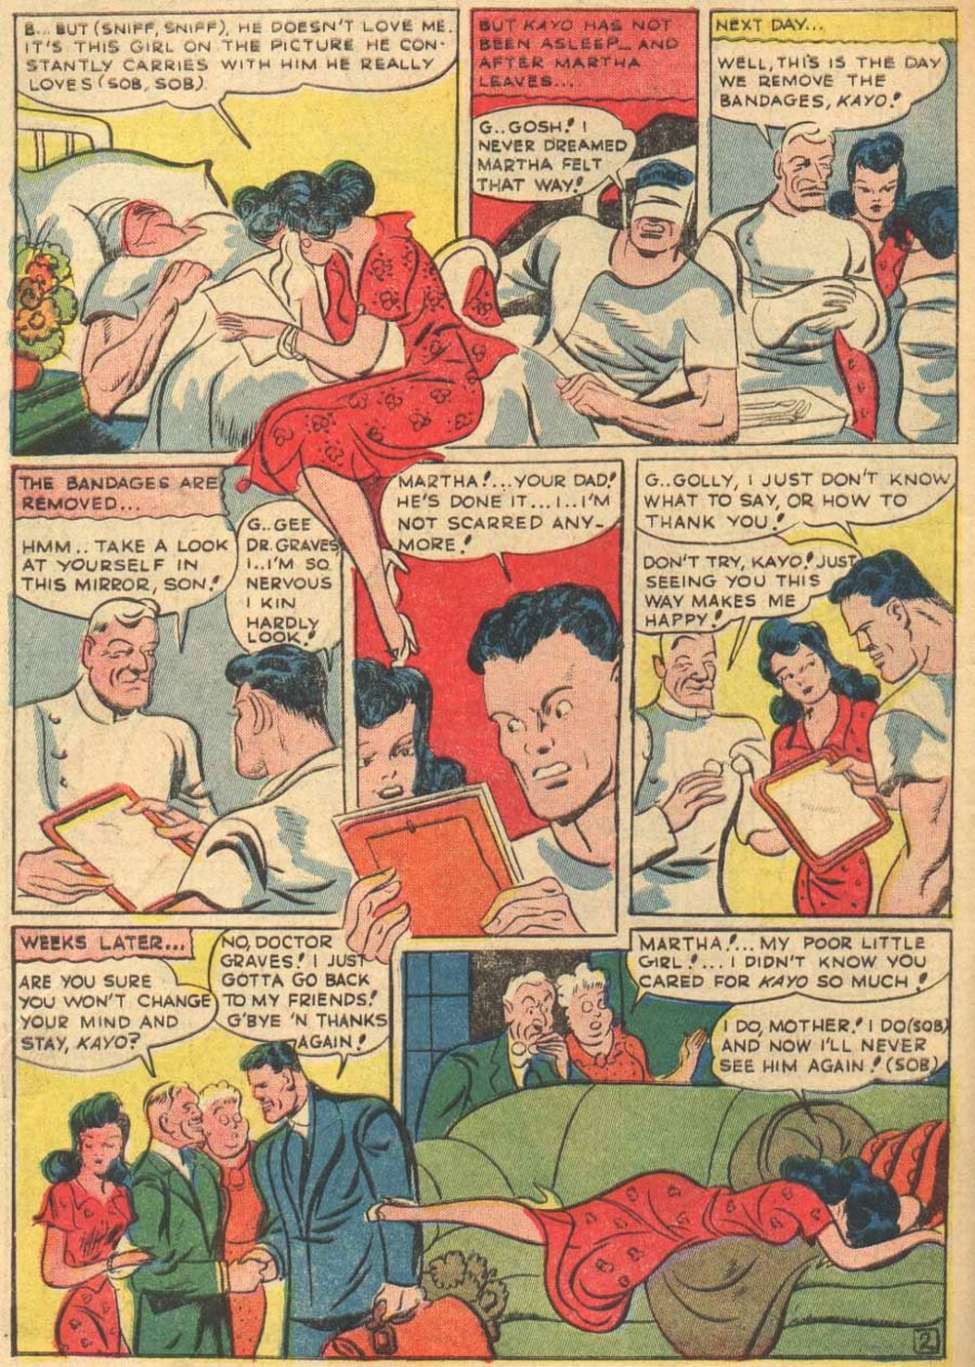 B... BUT (SNIFF, SNIFF), HE DOESN'T LOVE ME.
IT'S THIS GIRL ON THE PICTURE HE CON-
STANTLY CARRIES WITH HIM HE REALLY
LOVES (SOB, SOB).
BUT KAYO HAS NOT
BEEN ASLEEP... AND
AFTER MARTHA
LEAVES....
G..GOSH! I
NEVER DREAMED
MARTHA FELT
THAT WAY!
NEXT DAY...
WELL, THIS IS THE DAY
WE REMOVE THE
BANDAGES, KAYO!
THE BANDAGES ARE
REMOVED...
HMM.. TAKE A LOOK
AT YOURSELF IN
THIS MIRROR, SON!
G..GEE
DR. GRAVES,
I..I'M SO
NERVOUS
I KIN
HARDLY
LOOK!
MARTHA!...YOUR DAD!
HE'S DONE IT...I..I'M
NOT SCARRED ANY-
MORE!
G..GOLLY, I JUST DON'T KNOW
WHAT TO SAY, OR HOW TO
THANK YOU!
DON'T TRY, KAYO! JUST
SEEING YOU THIS
WAY MAKES ME
HAPPY!
WEEKS LATER...
ARE YOU SURE
YOU WON'T CHANGE
YOUR MIND AND
STAY, KAYO?
NO, DOCTOR
GRAVES! I JUST
GOTTA GO BACK
TO MY FRIENDS!
G'BYE 'N THANKS
AGAIN!
MARTHA!... MY POOR LITTLE
GIRL!.... I DIDN'T KNOW YOU
CARED FOR KAYO SO MUCH!
I DO, MOTHER! I DO (SOB)
AND NOW I'LL NEVER
SEE HIM AGAIN! (SOB)
2